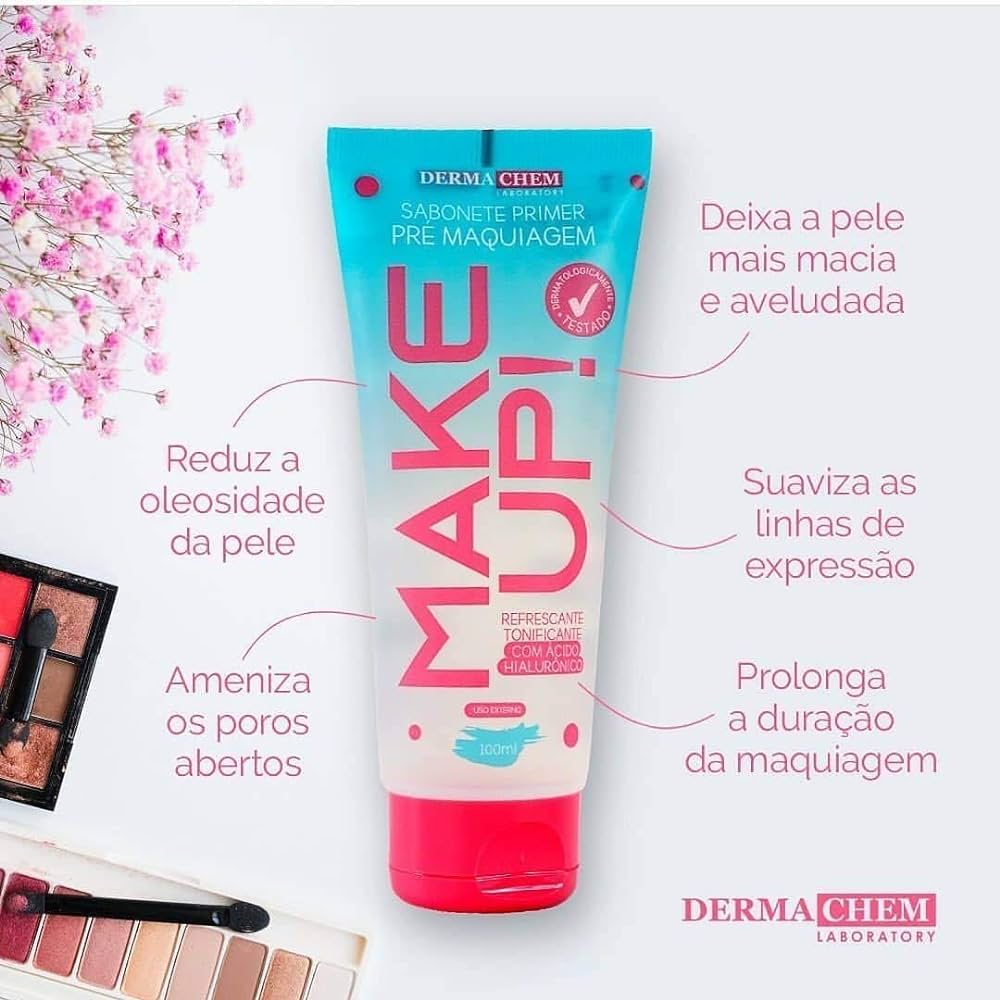 DERMA CHEM
LABORATORY
SABONETE PRIMER
PRÉ MAQUIAGEM
DERMATOLOGICAMENTE
TESTADO
MAKE
UP!
REFRESCANTE
TONIFICANTE
COM ÁCIDO
HIALURÔNICO
USO EXTERNO
100ml
Deixa a pele
mais macia
e aveludada
Reduz a
oleosidade
da pele
Suaviza as
linhas de
expressão
Ameniza
os poros
abertos
Prolonga
a duração
da maquiagem
DERMA CHEM
LABORATORY